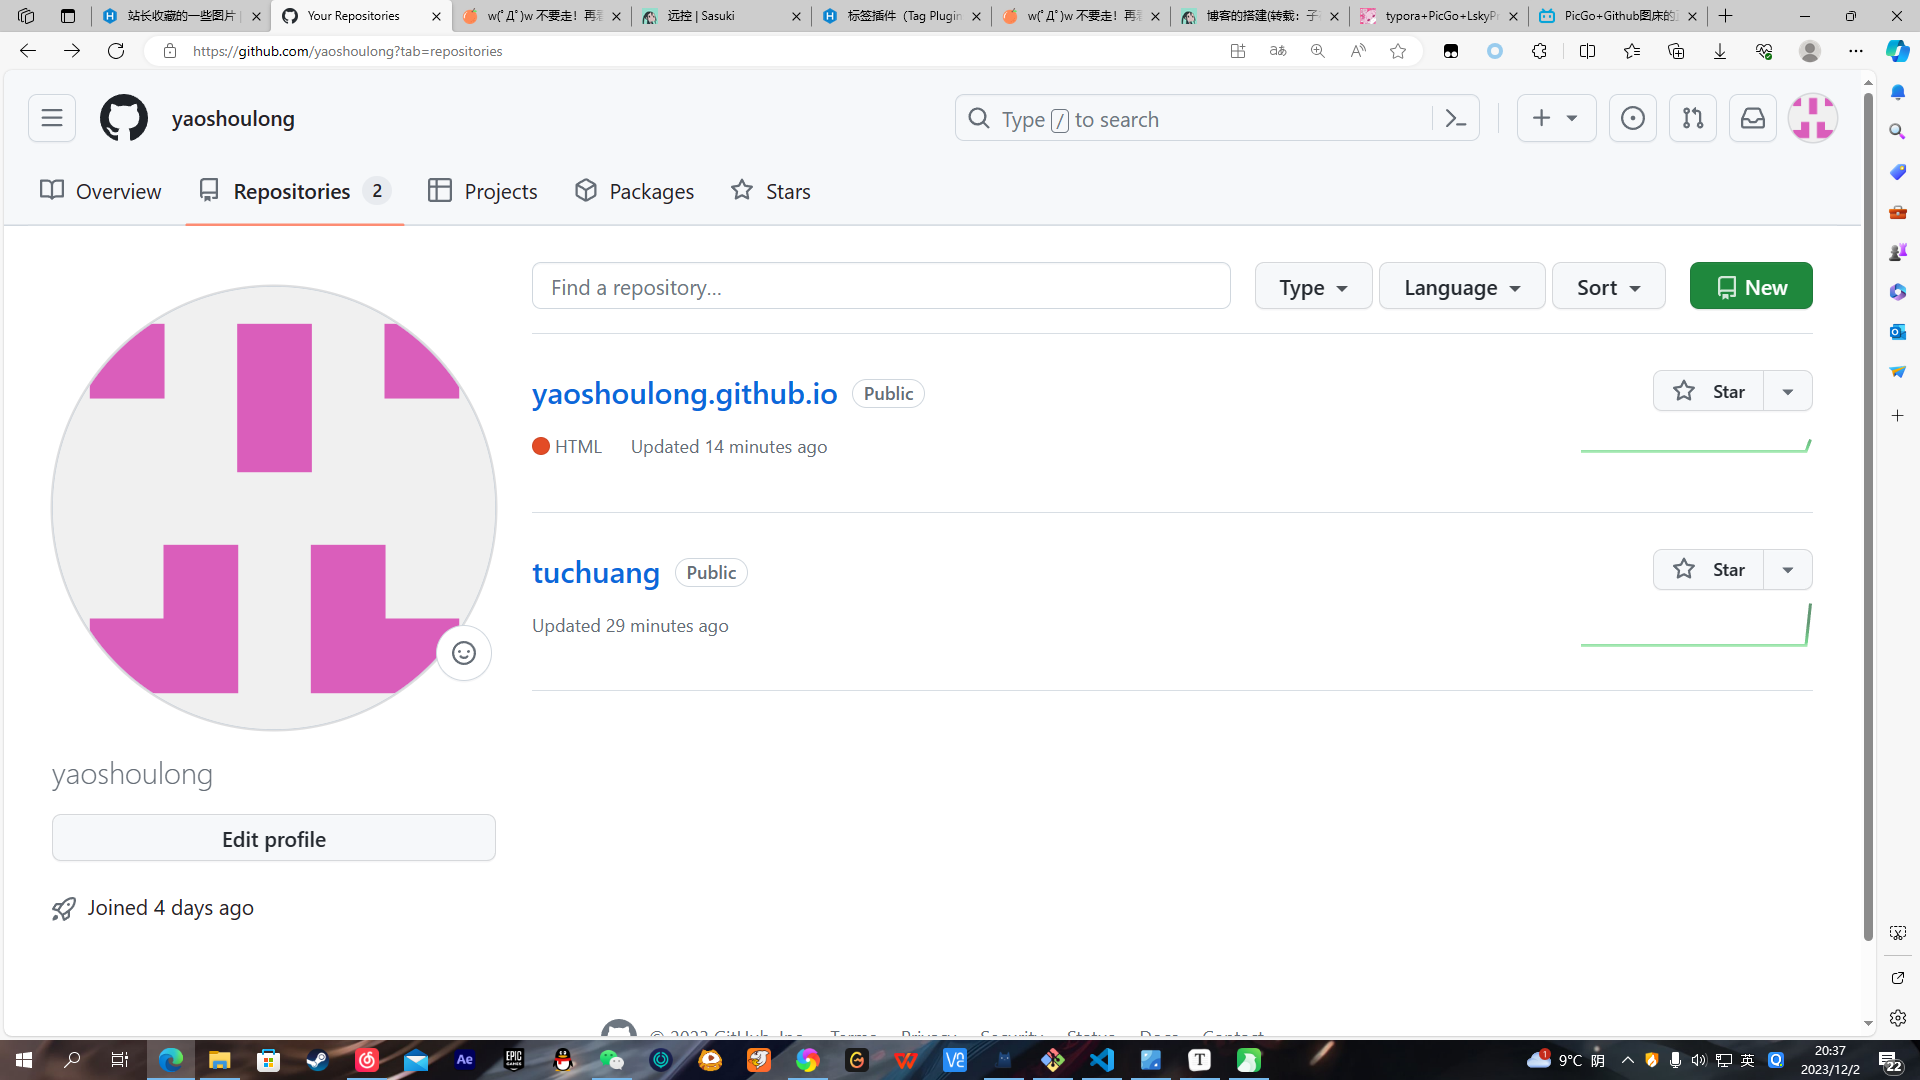 站长收藏的一些图片 |
Your Repositories
w(ﾟДﾟ)w 不要走！再看
远控 | Sasuki
标签插件（Tag Plugin
w(ﾟДﾟ)w 不要走！再看
博客的搭建(转载：子
typora+PicGo+LskyPr
PicGo+Github图床的
https://github.com/yaoshoulong?tab=repositories
yaoshoulong
Type / to search
Overview
Repositories 2
Projects
Packages
Stars
Find a repository...
Type
Language
Sort
New
yaoshoulong.github.io Public
Star
HTML Updated 14 minutes ago
tuchuang Public
Star
Updated 29 minutes ago
yaoshoulong
Edit profile
Joined 4 days ago
© 2023 GitHub, Inc. Terms Privacy Security Status Docs Contact
9°C 阴
英
20:37
2023/12/2
22